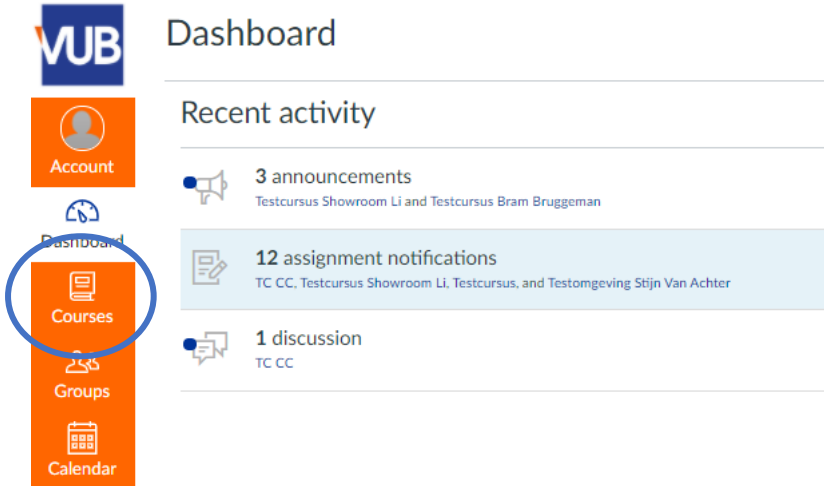 VUB
Dashboard
Recent activity
Account
3 announcements
Testcursus Showroom Li and Testcursus Bram Bruggeman
Dashboard
12 assignment notifications
TC CC, Testcursus Showroom Li, Testcursus, and Testomgeving Stijn Van Achter
Courses
1 discussion
TC CC
Groups
Calendar